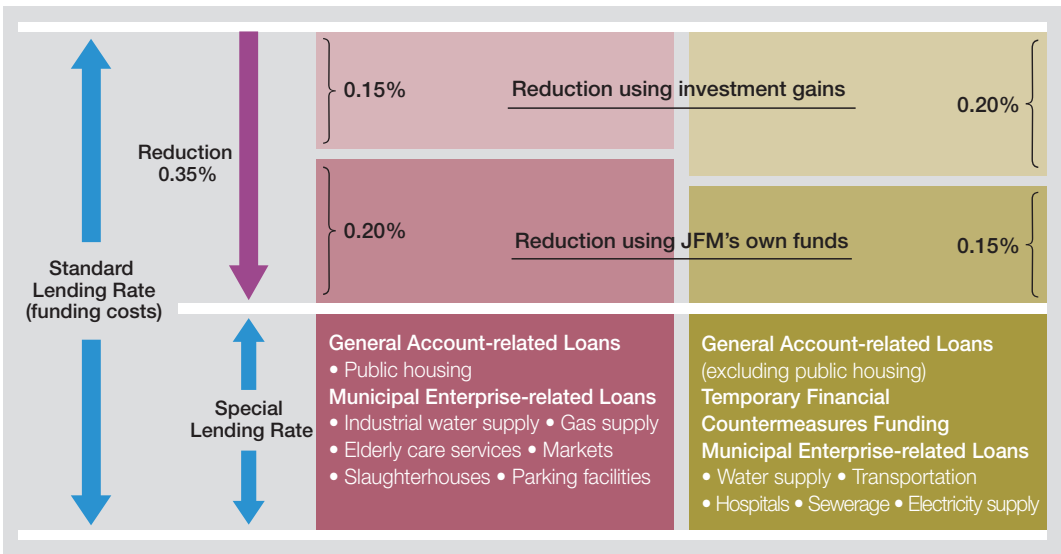 0.15%
Reduction using investment gains
0.20%
Reduction
0.35%
0.20%
Reduction using JFM's own funds
0.15%
Standard
Lending Rate
(funding costs)
Special
Lending Rate
General Account-related Loans
• Public housing
Municipal Enterprise-related Loans
• Industrial water supply • Gas supply
• Elderly care services • Markets
• Slaughterhouses • Parking facilities
General Account-related Loans
(excluding public housing)
Temporary Financial
Countermeasures Funding
Municipal Enterprise-related Loans
• Water supply • Transportation
• Hospitals • Sewerage • Electricity supply